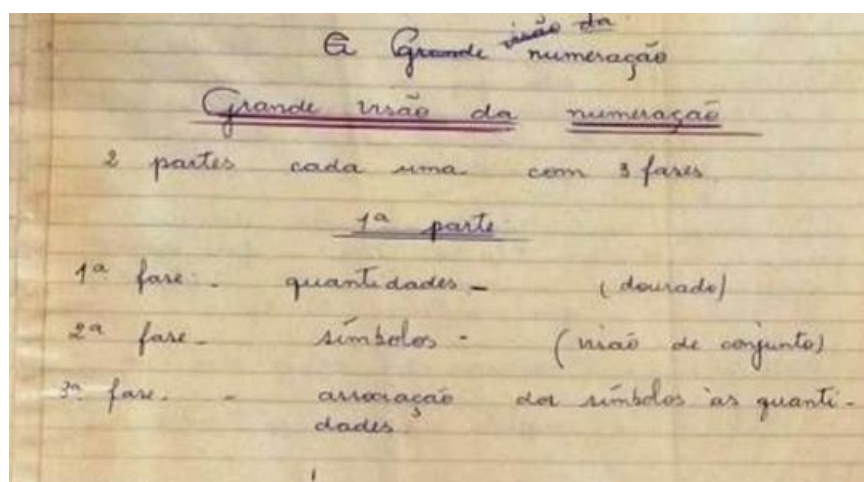 A Grande visão da numeração
Grande visão da numeração
2 partes cada uma com 3 fases
1ª parte
1ª fase - quantidades - (dourado)
2ª fase - símbolos - (visão de conjunto)
3ª fase. - associação dos símbolos às quanti-
dades.